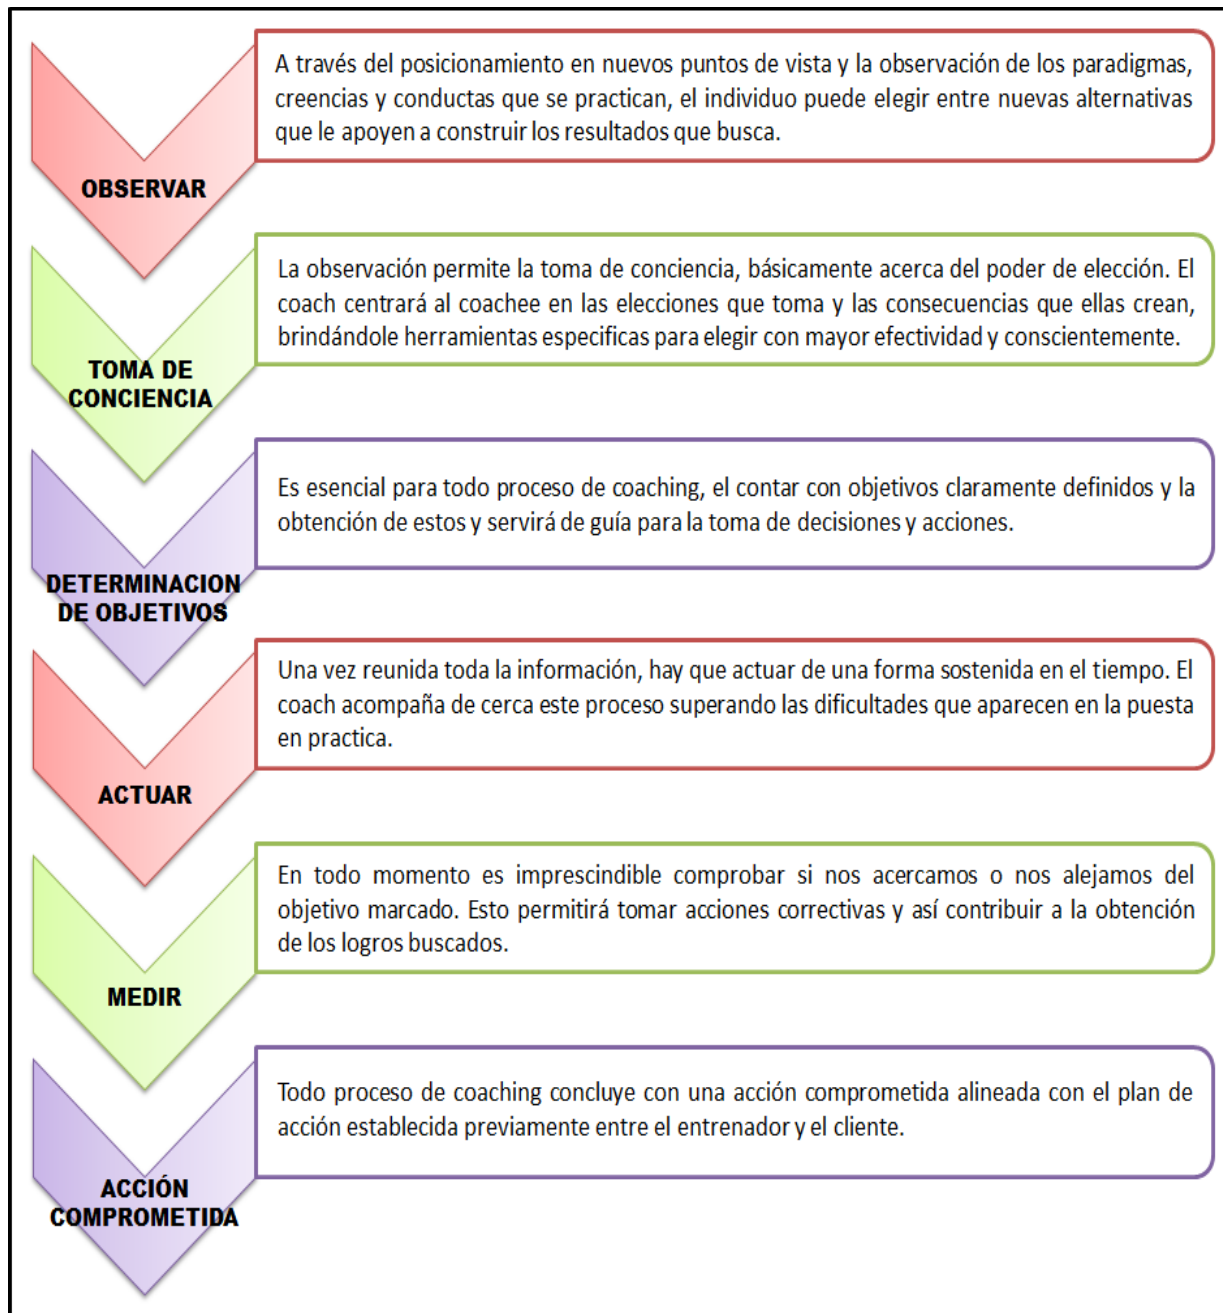 A través del posicionamiento en nuevos puntos de vista y la observación de los paradigmas,
creencias y conductas que se practican, el individuo puede elegir entre nuevas alternativas
que le apoyen a construir los resultados que busca.
OBSERVAR
La observación permite la toma de conciencia, básicamente acerca del poder de elección. El
coach centrará al coachee en las elecciones que toma y las consecuencias que ellas crean,
brindándole herramientas especificas para elegir con mayor efectividad y conscientemente.
TOMA DE
CONCIENCIA
Es esencial para todo proceso de coaching, el contar con objetivos claramente definidos y la
obtención de estos y servirá de guía para la toma de decisiones y acciones.
DETERMINACION
DE OBJETIVOS
Una vez reunida toda la información, hay que actuar de una forma sostenida en el tiempo. El
coach acompaña de cerca este proceso superando las dificultades que aparecen en la puesta
en practica.
ACTUAR
En todo momento es imprescindible comprobar si nos acercamos o nos alejamos del
objetivo marcado. Esto permitirá tomar acciones correctivas y así contribuir a la obtención
de los logros buscados.
MEDIR
Todo proceso de coaching concluye con una acción comprometida alineada con el plan de
acción establecida previamente entre el entrenador y el cliente.
ACCIÓN
COMPROMETIDA